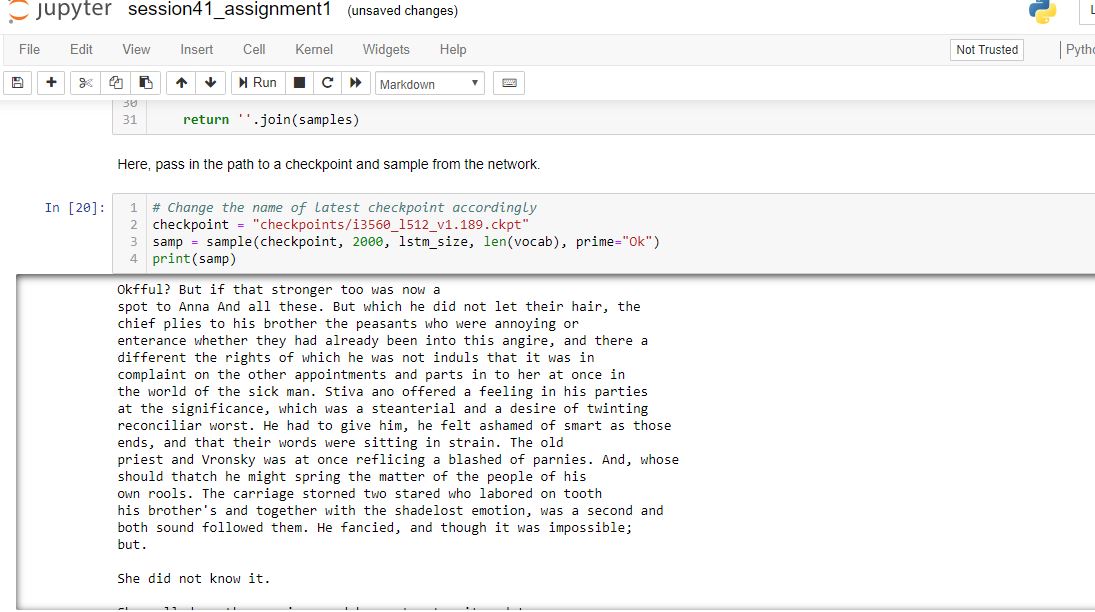 jupyter session41_assignment1 (unsaved changes)
File Edit View Insert Cell Kernel Widgets Help Not Trusted
Run Markdown
30
31 return ''.join(samples)
Here, pass in the path to a checkpoint and sample from the network.
In [20]: 1 # Change the name of latest checkpoint accordingly
2 checkpoint = "checkpoints/i3560_l512_v1.189.ckpt"
3 samp = sample(checkpoint, 2000, lstm_size, len(vocab), prime="Ok")
4 print(samp)
Okfful? But if that stronger too was now a
spot to Anna And all these. But which he did not let their hair, the
chief plies to his brother the peasants who were annoying or
enterance whether they had already been into this angire, and there a
different the rights of which he was not induls that it was in
complaint on the other appointments and parts in to her at once in
the world of the sick man. Stiva ano offered a feeling in his parties
at the significance, which was a steanterial and a desire of twinting
reconciliar worst. He had to give him, he felt ashamed of smart as those
ends, and that their words were sitting in strain. The old
priest and Vronsky was at once reflicing a blashed of parnies. And, whose
should thatch he might spring the matter of the people of his
own rools. The carriage storned two stared who labored on tooth
his brother's and together with the shadelost emotion, was a second and
both sound followed them. He fancied, and though it was impossible;
but.
She did not know it.